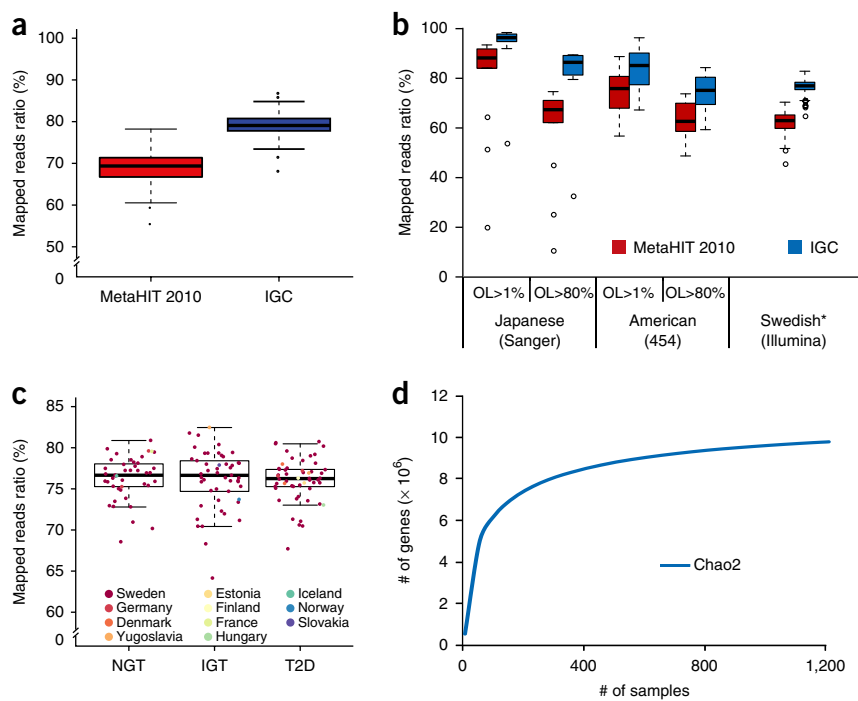 a
Mapped reads ratio (%)
100
90
80
70
60
50
0
MetaHIT 2010
IGC
b
Mapped reads ratio (%)
100
80
60
40
20
0
MetaHIT 2010
IGC
OL>1%
OL>80%
OL>1%
OL>80%
Japanese
(Sanger)
American
(454)
Swedish*
(Illumina)
c
Mapped reads ratio (%)
85
80
75
70
65
0
Sweden
Germany
Denmark
Yugoslavia
Estonia
Finland
France
Hungary
Iceland
Norway
Slovakia
NGT
IGT
T2D
d
# of genes (× 10⁶)
12
10
8
6
4
2
0
Chao2
0
400
800
1,200
# of samples